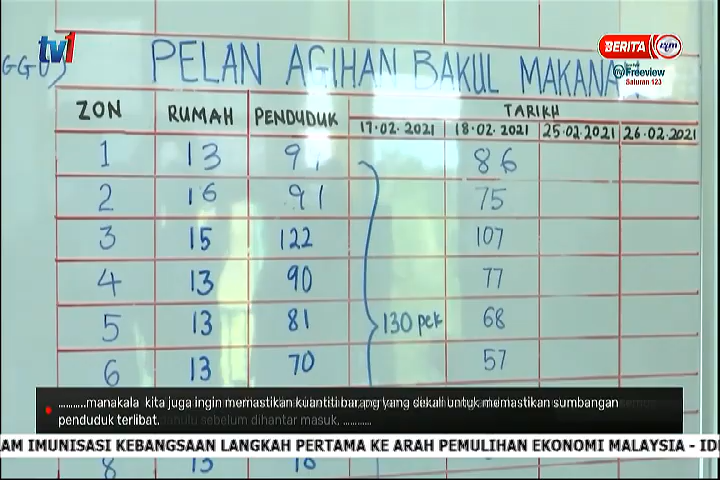 tv1
GGU)
PELAN AGIHAN BAKUL MAKANA
BERITA rtm
Freeview
Saluran 123
ZON RUMAH PENDUDUK TARIKH
17.02.2021 18.02.2021 25.02.2021 26.02.2021
1 13 86
2 16 91 75
3 15 122 107
4 13 90 77
5 13 81 68
130 pek
6 13 70 57
...........manakala kita juga ingin memastikan kuantiti barang yang dikehendaki untuk memastikan sumbangan
penduduk terlibat. sebelum dihantar masuk. ............
AM IMUNISASI KEBANGSAAN LANGKAH PERTAMA KE ARAH PEMULIHAN EKONOMI MALAYSIA - ID
8 13